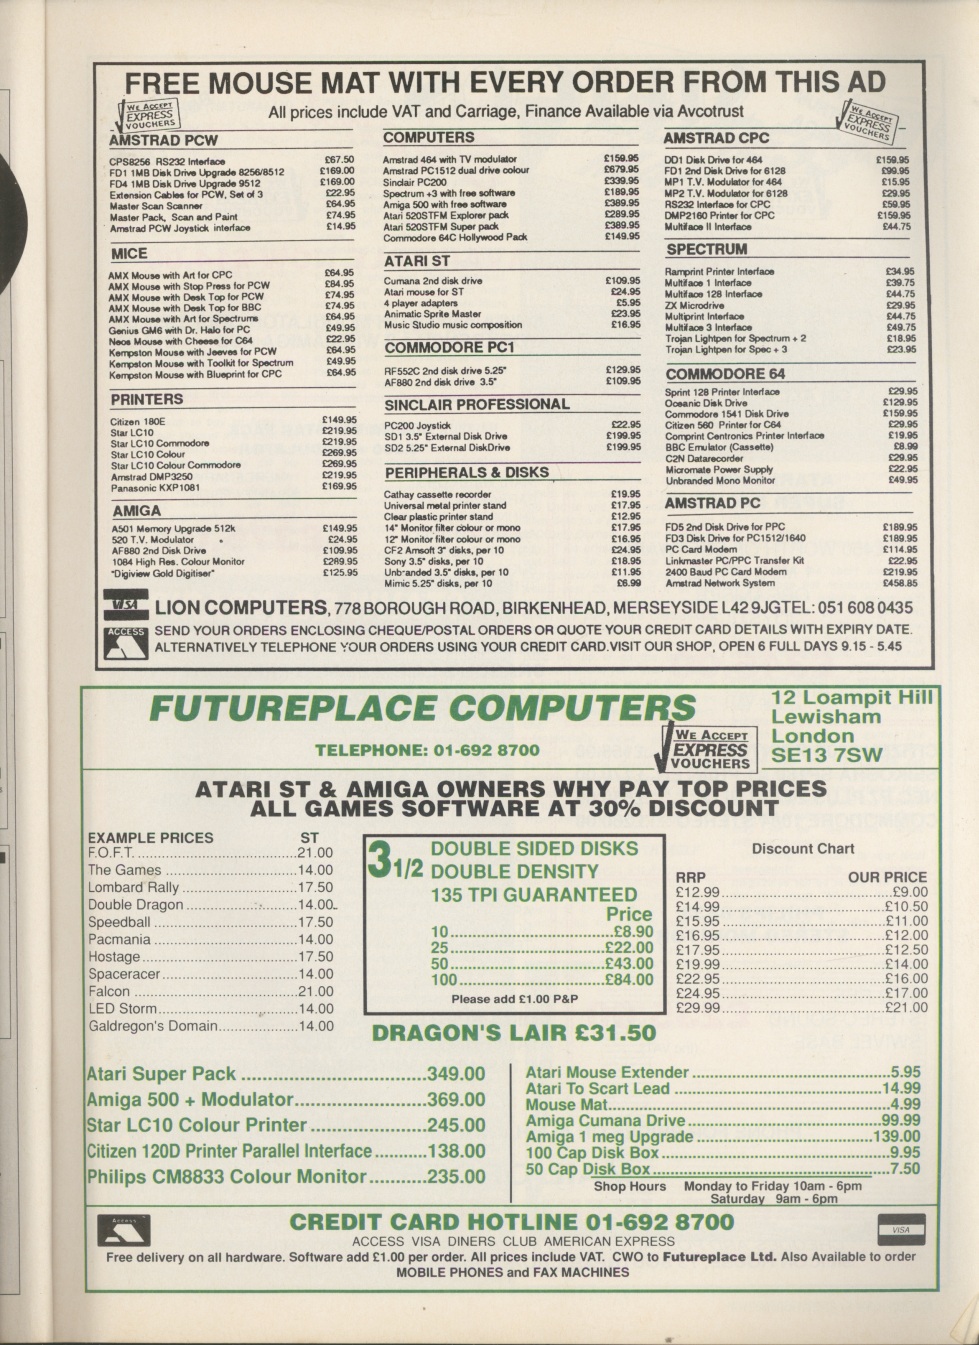 FREE MOUSE MAT WITH EVERY ORDER FROM THIS AD
WE ACCEPT
EXPRESS
VOUCHERS
All prices include VAT and Carriage, Finance Available via Avcotrust
WE ACCEPT
EXPRESS
VOUCHERS
AMSTRAD PCW
CPS8256 RS232 Interface £67.50
FD1 1MB Disk Drive Upgrade 8256/8512 £169.00
FD4 1MB Disk Drive Upgrade 9512 £169.00
Extension Cables for PCW, Set of 3 £22.95
Master Scan Scanner £64.95
Master Pack, Scan and Paint £74.95
Amstrad PCW Joystick interface £14.95
MICE
AMX Mouse with Art for CPC £64.95
AMX Mouse with Stop Press for PCW £84.95
AMX Mouse with Desk Top for PCW £74.95
AMX Mouse with Desk Top for BBC £74.95
AMX Mouse with Art for Spectrums £64.95
Genius GM6 with Dr. Halo for PC £49.95
Neos Mouse with Cheese for C64 £22.95
Kempston Mouse with Jeeves for PCW £64.95
Kempston Mouse with Toolkit for Spectrum £49.95
Kempston Mouse with Blueprint for CPC £64.95
PRINTERS
Citizen 180E £149.95
Star LC10 £219.95
Star LC10 Commodore £219.95
Star LC10 Colour £269.95
Star LC10 Colour Commodore £269.95
Amstrad DMP3250 £219.95
Panasonic KXP1081 £169.95
AMIGA
A501 Memory Upgrade 512k £149.95
520 T.V. Modulator £24.95
AF880 2nd Disk Drive £109.95
1084 High Res. Colour Monitor £289.95
"Digiview Gold Digitiser" £125.95
COMPUTERS
Amstrad 464 with TV modulator £159.95
Amstrad PC1512 dual drive colour £679.95
Sinclair PC200 £339.95
Spectrum +3 with free software £189.95
Amiga 500 with free software £389.95
Atari 520STFM Explorer pack £289.95
Atari 520STFM Super pack £389.95
Commodore 64C Hollywood Pack £149.95
ATARI ST
Cumana 2nd disk drive £109.95
Atari mouse for ST £24.95
4 player adapters £5.95
Animatic Sprite Master £23.95
Music Studio music composition £16.95
COMMODORE PC1
RF552C 2nd disk drive 5.25" £129.95
AF880 2nd disk drive 3.5" £109.95
SINCLAIR PROFESSIONAL
PC200 Joystick £22.95
SD1 3.5" External Disk Drive £199.95
SD2 5.25" External DiskDrive £199.95
PERIPHERALS & DISKS
Cathay cassette recorder £19.95
Universal metal printer stand £17.95
Clear plastic printer stand £12.95
14" Monitor filter colour or mono £17.95
12" Monitor filter colour or mono £16.95
CF2 Amsoft 3" disks, per 10 £24.95
Sony 3.5" disks, per 10 £18.95
Unbranded 3.5" disks, per 10 £11.95
Mimic 5.25" disks, per 10 £6.99
AMSTRAD CPC
DD1 Disk Drive for 464 £159.95
FD1 2nd Disk Drive for 6128 £99.95
MP1 T.V. Modulator for 464 £15.95
MP2 T.V. Modulator for 6128 £29.95
RS232 Interface for CPC £59.95
DMP2160 Printer for CPC £159.95
Multiface II Interface £44.75
SPECTRUM
Ramprint Printer Interface £34.95
Multiface 1 Interface £39.75
Multiface 128 Interface £44.75
ZX Microdrive £29.95
Multiprint Interface £44.75
Multiface 3 Interface £49.75
Trojan Lightpen for Spectrum + 2 £18.95
Trojan Lightpen for Spec + 3 £23.95
COMMODORE 64
Sprint 128 Printer Interface £29.95
Oceanic Disk Drive £129.95
Commodore 1541 Disk Drive £159.95
Citizen 560 Printer for C64 £29.95
Comprint Centronics Printer Interface £19.95
BBC Emulator (Cassette) £8.99
C2N Datarecorder £29.95
Micromate Power Supply £22.95
Unbranded Mono Monitor £49.95
AMSTRAD PC
FD5 2nd Disk Drive for PPC £189.95
FD3 Disk Drive for PC1512/1640 £189.95
PC Card Modem £114.95
Linkmaster PC/PPC Transfer Kit £22.95
2400 Baud PC Card Modem £219.95
Amstrad Network System £458.85
VISA
LION COMPUTERS, 778 BOROUGH ROAD, BIRKENHEAD, MERSEYSIDE L42 9JGTEL: 051 608 0435
ACCESS
SEND YOUR ORDERS ENCLOSING CHEQUE/POSTAL ORDERS OR QUOTE YOUR CREDIT CARD DETAILS WITH EXPIRY DATE.
ALTERNATIVELY TELEPHONE YOUR ORDERS USING YOUR CREDIT CARD.VISIT OUR SHOP, OPEN 6 FULL DAYS 9.15 - 5.45
FUTUREPLACE COMPUTERS
TELEPHONE: 01-692 8700
WE ACCEPT
EXPRESS
VOUCHERS
12 Loampit Hill
Lewisham
London
SE13 7SW
ATARI ST & AMIGA OWNERS WHY PAY TOP PRICES
ALL GAMES SOFTWARE AT 30% DISCOUNT
EXAMPLE PRICES ST
F.O.F.T. 21.00
The Games 14.00
Lombard Rally 17.50
Double Dragon 14.00
Speedball 17.50
Pacmania 14.00
Hostage 17.50
Spaceracer 14.00
Falcon 21.00
LED Storm 14.00
Galdregon's Domain 14.00
3 1/2 DOUBLE SIDED DISKS
DOUBLE DENSITY
135 TPI GUARANTEED
Price
10 £8.90
25 £22.00
50 £43.00
100 £84.00
Please add £1.00 P&P
Discount Chart
RRP OUR PRICE
£12.99 £9.00
£14.99 £10.50
£15.95 £11.00
£16.95 £12.00
£17.95 £12.50
£19.99 £14.00
£22.95 £16.00
£24.95 £17.00
£29.99 £21.00
DRAGON'S LAIR £31.50
Atari Super Pack 349.00
Amiga 500 + Modulator 369.00
Star LC10 Colour Printer 245.00
Citizen 120D Printer Parallel Interface 138.00
Philips CM8833 Colour Monitor 235.00
Atari Mouse Extender 5.95
Atari To Scart Lead 14.99
Mouse Mat 4.99
Amiga Cumana Drive 99.99
Amiga 1 meg Upgrade 139.00
100 Cap Disk Box 9.95
50 Cap Disk Box 7.50
Shop Hours Monday to Friday 10am - 6pm
Saturday 9am - 6pm
Access
CREDIT CARD HOTLINE 01-692 8700
VISA
ACCESS VISA DINERS CLUB AMERICAN EXPRESS
Free delivery on all hardware. Software add £1.00 per order. All prices include VAT. CWO to Futureplace Ltd. Also Available to order
MOBILE PHONES and FAX MACHINES